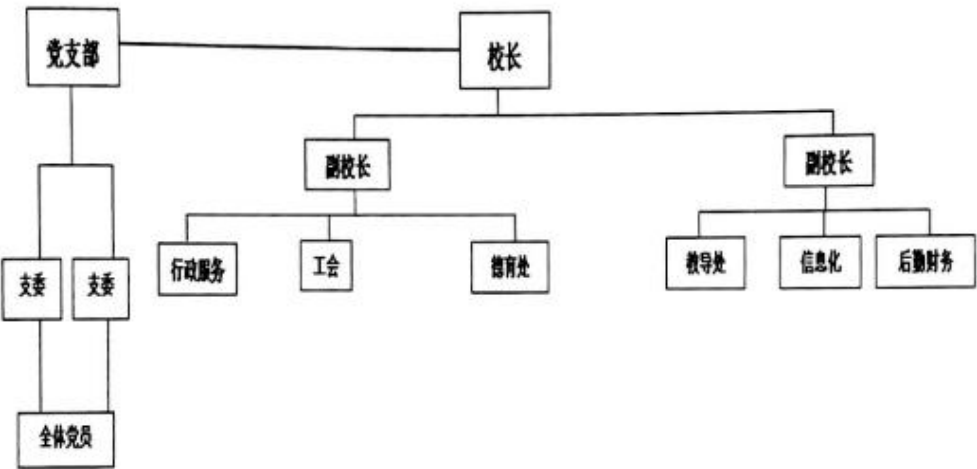 党支部
校长
副校长
副校长
行政服务
工会
德育处
教导处
信息化
后勤财务
支委
支委
全体党员